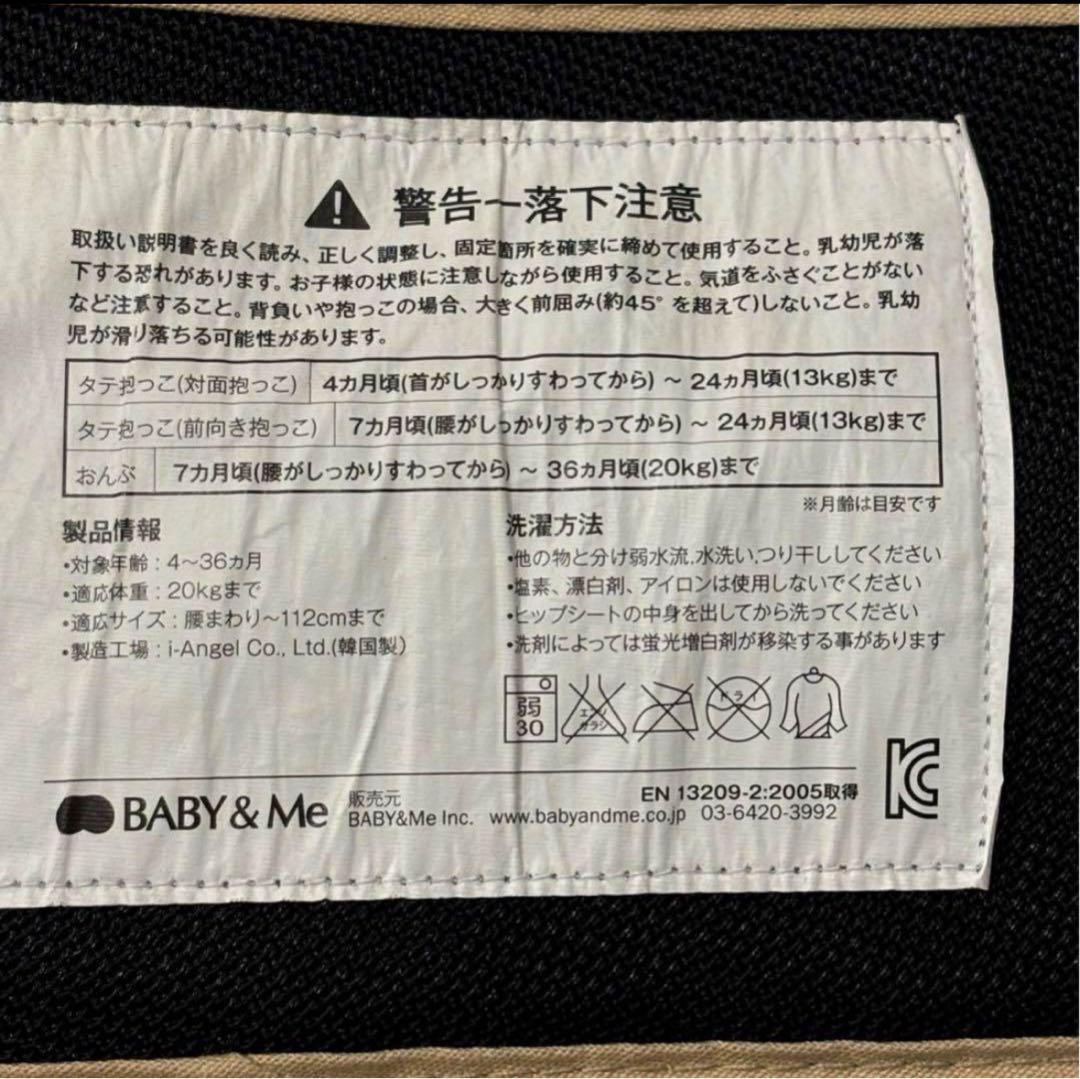 警告～落下注意
取扱い説明書を良く読み、正しく調整し、固定箇所を確実に締めて使用すること。乳幼児が落
下する恐れがあります。お子様の状態に注意しながら使用すること。気道をふさぐことがない
など注意すること。背負いや抱っこの場合、大きく前屈み(約45°を超えて)しないこと。乳幼
児が滑り落ちる可能性があります。
タテ抱っこ(対面抱っこ) 4カ月頃(首がしっかりすわってから) ～ 24ヵ月頃(13kg)まで
タテ抱っこ(前向き抱っこ) 7カ月頃(腰がしっかりすわってから) ～ 24ヵ月頃(13kg)まで
おんぶ 7カ月頃(腰がしっかりすわってから) ～ 36ヵ月頃(20kg)まで
※月齢は目安です
製品情報
・対象年齢 : 4～36ヵ月
・適応体重 : 20kgまで
・適応サイズ : 腰まわり～112cmまで
・製造工場 : i-Angel Co., Ltd.(韓国製)
洗濯方法
・他の物と分け弱水流,水洗い,つり干ししてください
・塩素、漂白剤、アイロンは使用しないでください
・ヒップシートの中身を出してから洗ってください
・洗剤によっては蛍光増白剤が移染する事があります
弱
30
エンソ
サラシ
ドライ
BABY & Me
販売元
BABY&Me Inc. www.babyandme.co.jp 03-6420-3992
EN 13209-2:2005取得
KC